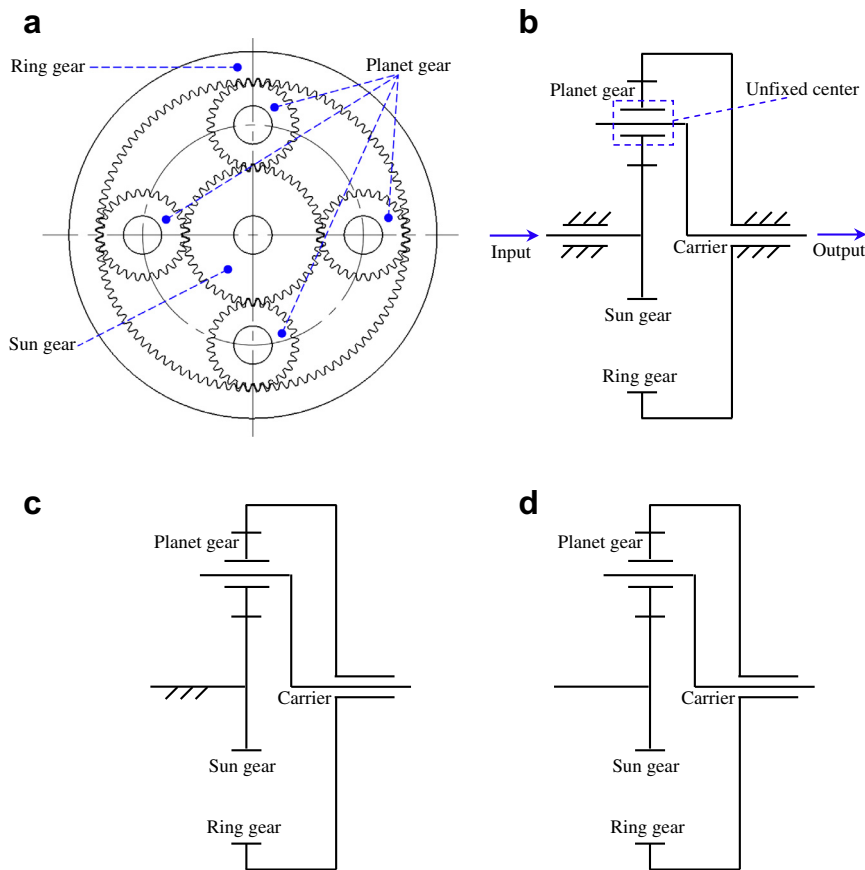 a
Ring gear
Planet gear
Sun gear
b
Planet gear
Unfixed center
Input
Carrier
Output
Sun gear
Ring gear
c
Planet gear
Carrier
Sun gear
Ring gear
d
Planet gear
Carrier
Sun gear
Ring gear